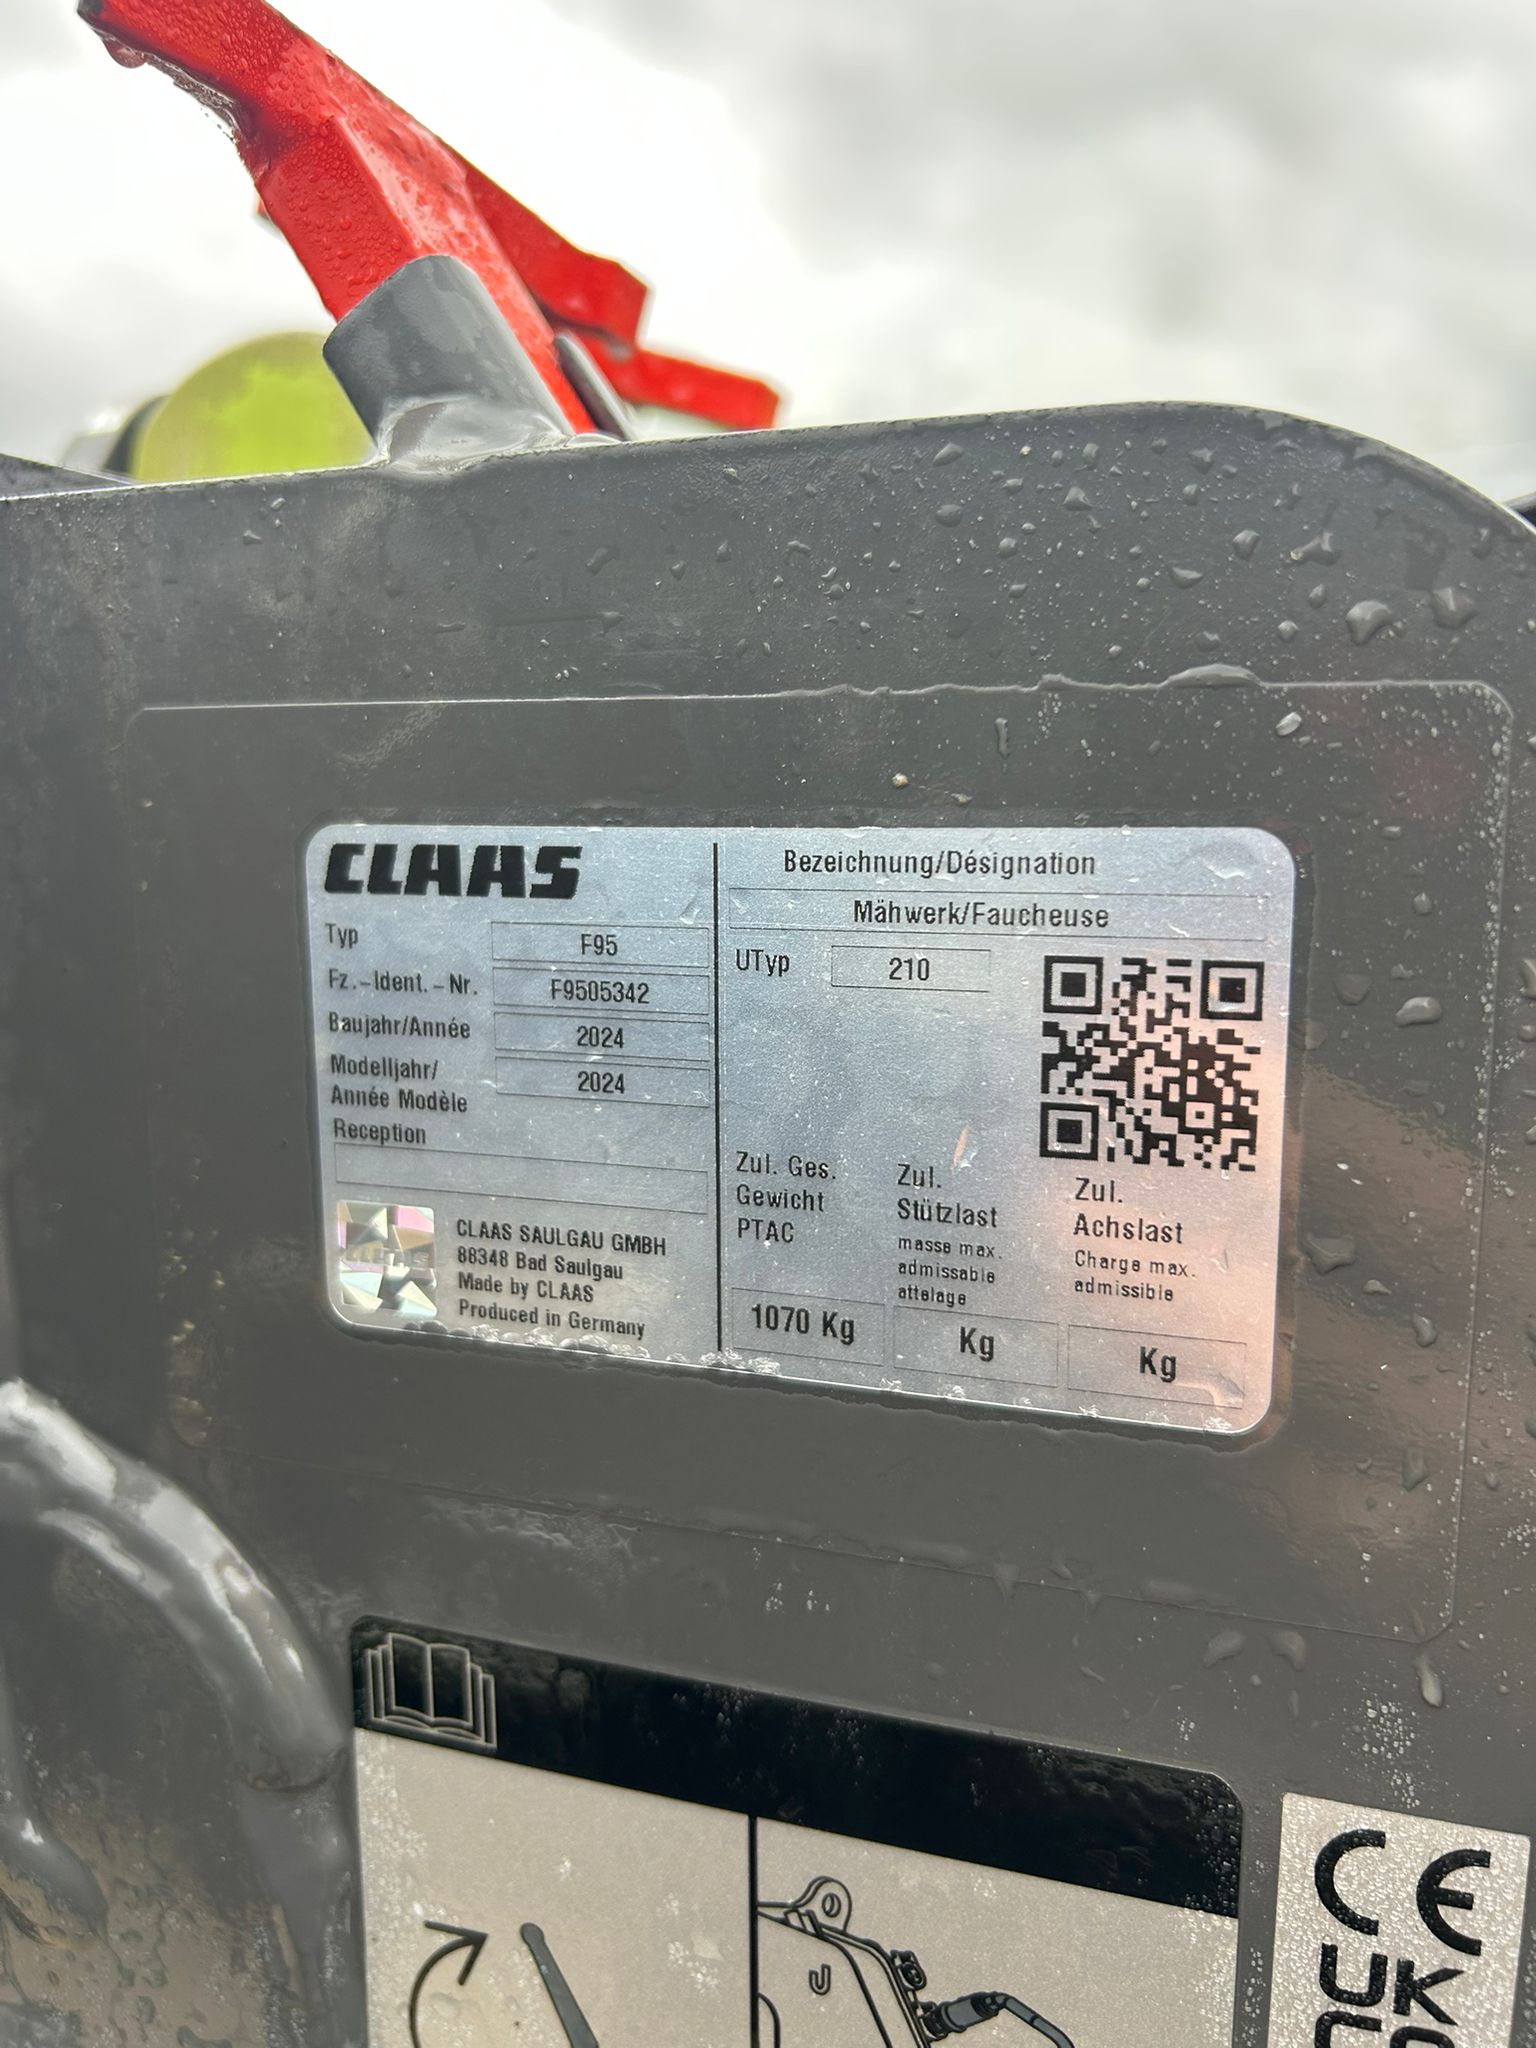 CLAAS
Typ F95
Fz.-Ident.-Nr. F9505342
Baujahr/Année 2024
Modelljahr/ 2024
Année Modèle
Reception
CLAAS SAULGAU GMBH
88348 Bad Saulgau
Made by CLAAS
Produced in Germany
Bezeichnung/Désignation
Mähwerk/Faucheuse
UTyp 210
Zul. Ges.
Gewicht
PTAC
1070 Kg
Zul.
Stützlast
masse max.
admissable
attelage
Kg
Zul.
Achslast
Charge max.
admissible
Kg
CE
UK